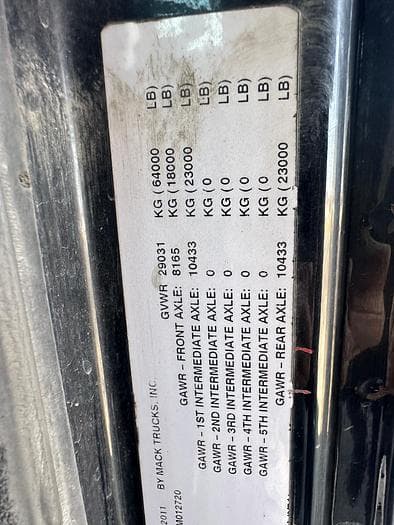 2011 BY MACK TRUCKS, INC.
M012720
GVWR 29031 KG (64000 LB)
GAWR - FRONT AXLE: 8165 KG (18000 LB)
GAWR - 1ST INTERMEDIATE AXLE: 10433 KG (23000 LB)
GAWR - 2ND INTERMEDIATE AXLE: 0 KG (0 LB)
GAWR - 3RD INTERMEDIATE AXLE: 0 KG (0 LB)
GAWR - 4TH INTERMEDIATE AXLE: 0 KG (0 LB)
GAWR - 5TH INTERMEDIATE AXLE: 0 KG (0 LB)
GAWR - REAR AXLE: 10433 KG (23000 LB)